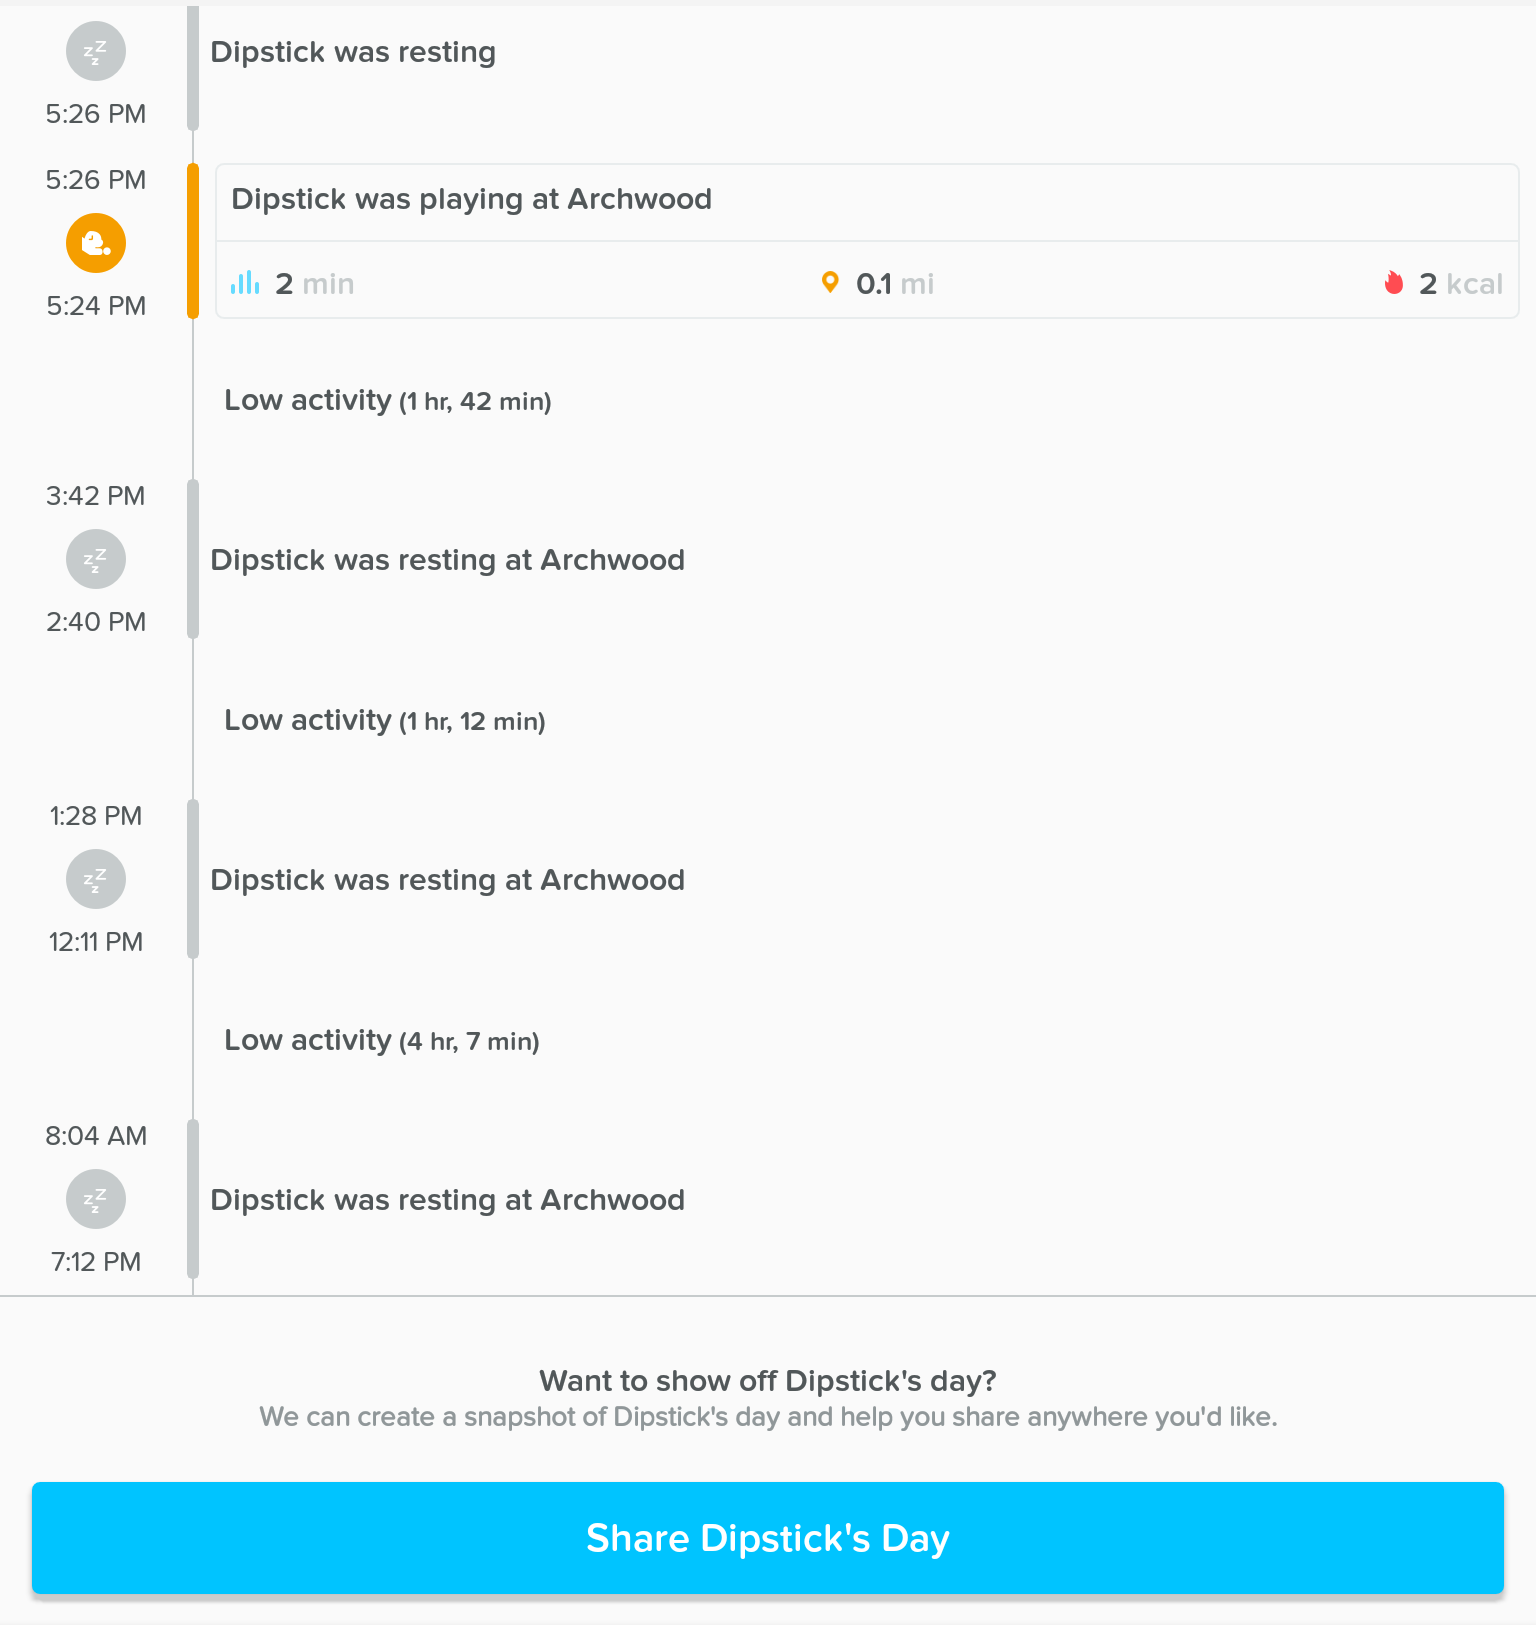 Dipstick was resting
5:26 PM
5:26 PM
Dipstick was playing at Archwood
2 min
0.1 mi
2 kcal
5:24 PM
Low activity (1 hr, 42 min)
3:42 PM
Dipstick was resting at Archwood
2:40 PM
Low activity (1 hr, 12 min)
1:28 PM
Dipstick was resting at Archwood
12:11 PM
Low activity (4 hr, 7 min)
8:04 AM
Dipstick was resting at Archwood
7:12 PM
Want to show off Dipstick's day?
We can create a snapshot of Dipstick's day and help you share anywhere you'd like.
Share Dipstick's Day